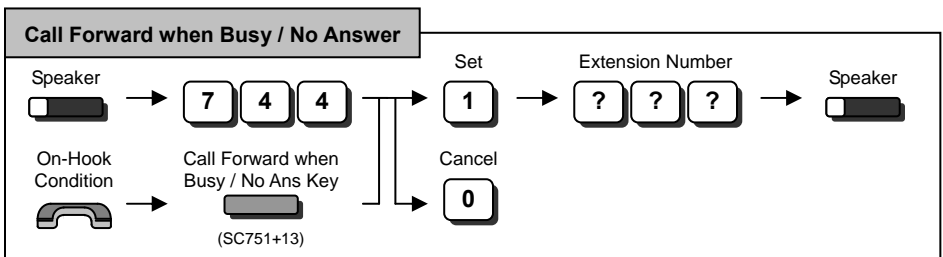 Call Forward when Busy / No Answer
Speaker
7 4 4
Set
1
Extension Number
? ? ?
Speaker
On-Hook
Condition
Call Forward when
Busy / No Ans Key
(SC751+13)
Cancel
0